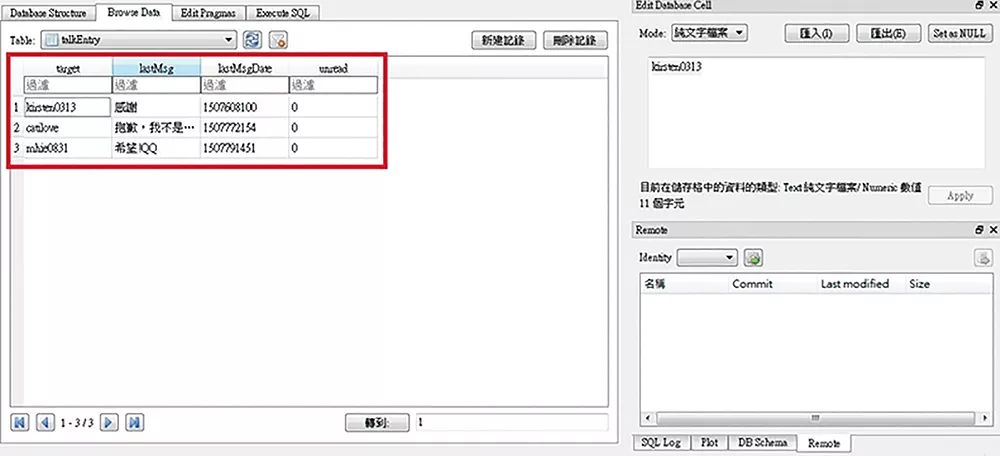 Database Structure Browse Data Edit Pragmas Execute SQL
Table: talkEntry 新建記錄 刪除記錄
target lastMsg lastMsgDate unread
過濾 過濾 過濾 過濾
1 kirsten0313 感謝 1507608100 0
2 catilove 抱歉，我不是… 1507772154 0
3 mhie0831 希望!QQ 1507791451 0
1 - 3 / 3 轉到: 1
Edit Database Cell
Mode: 純文字檔案 匯入(I) 匯出(E) Set as NULL
kirsten0313
目前在儲存格中的資料的類型: Text 純文字檔案/ Numeric 數值
11 個字元
Apply
Remote
Identity
名稱 Commit Last modified Size
SQL Log Plot DB Schema Remote